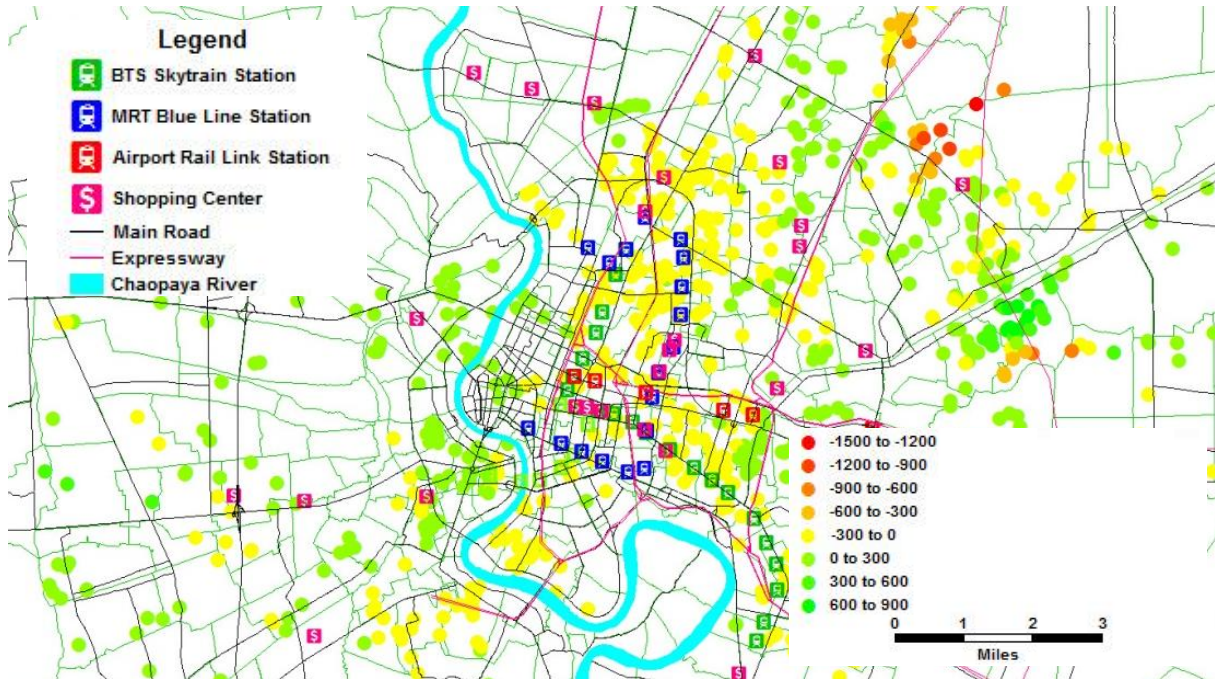 Legend
BTS Skytrain Station
MRT Blue Line Station
Airport Rail Link Station
$ Shopping Center
Main Road
Expressway
Chaopaya River
-1500 to -1200
-1200 to -900
-900 to -600
-600 to -300
-300 to 0
0 to 300
300 to 600
600 to 900
0 1 2 3
Miles